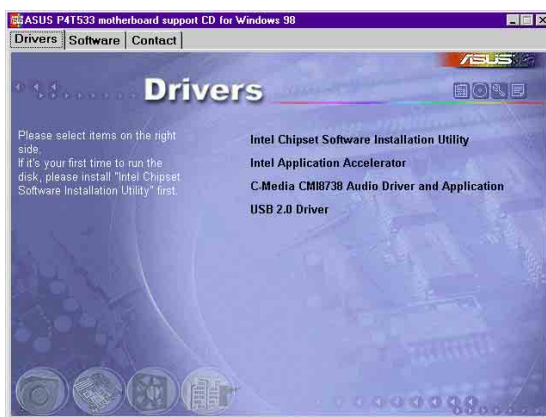 ASUS P4T533 motherboard support CD for Windows 98
Drivers Software Contact
ASUS
Drivers
Please select items on the right
side.
If it's your first time to run the
disk, please install "Intel Chipset
Software Installation Utility" first.
Intel Chipset Software Installation Utility
Intel Application Accelerator
C-Media CMI8738 Audio Driver and Application
USB 2.0 Driver